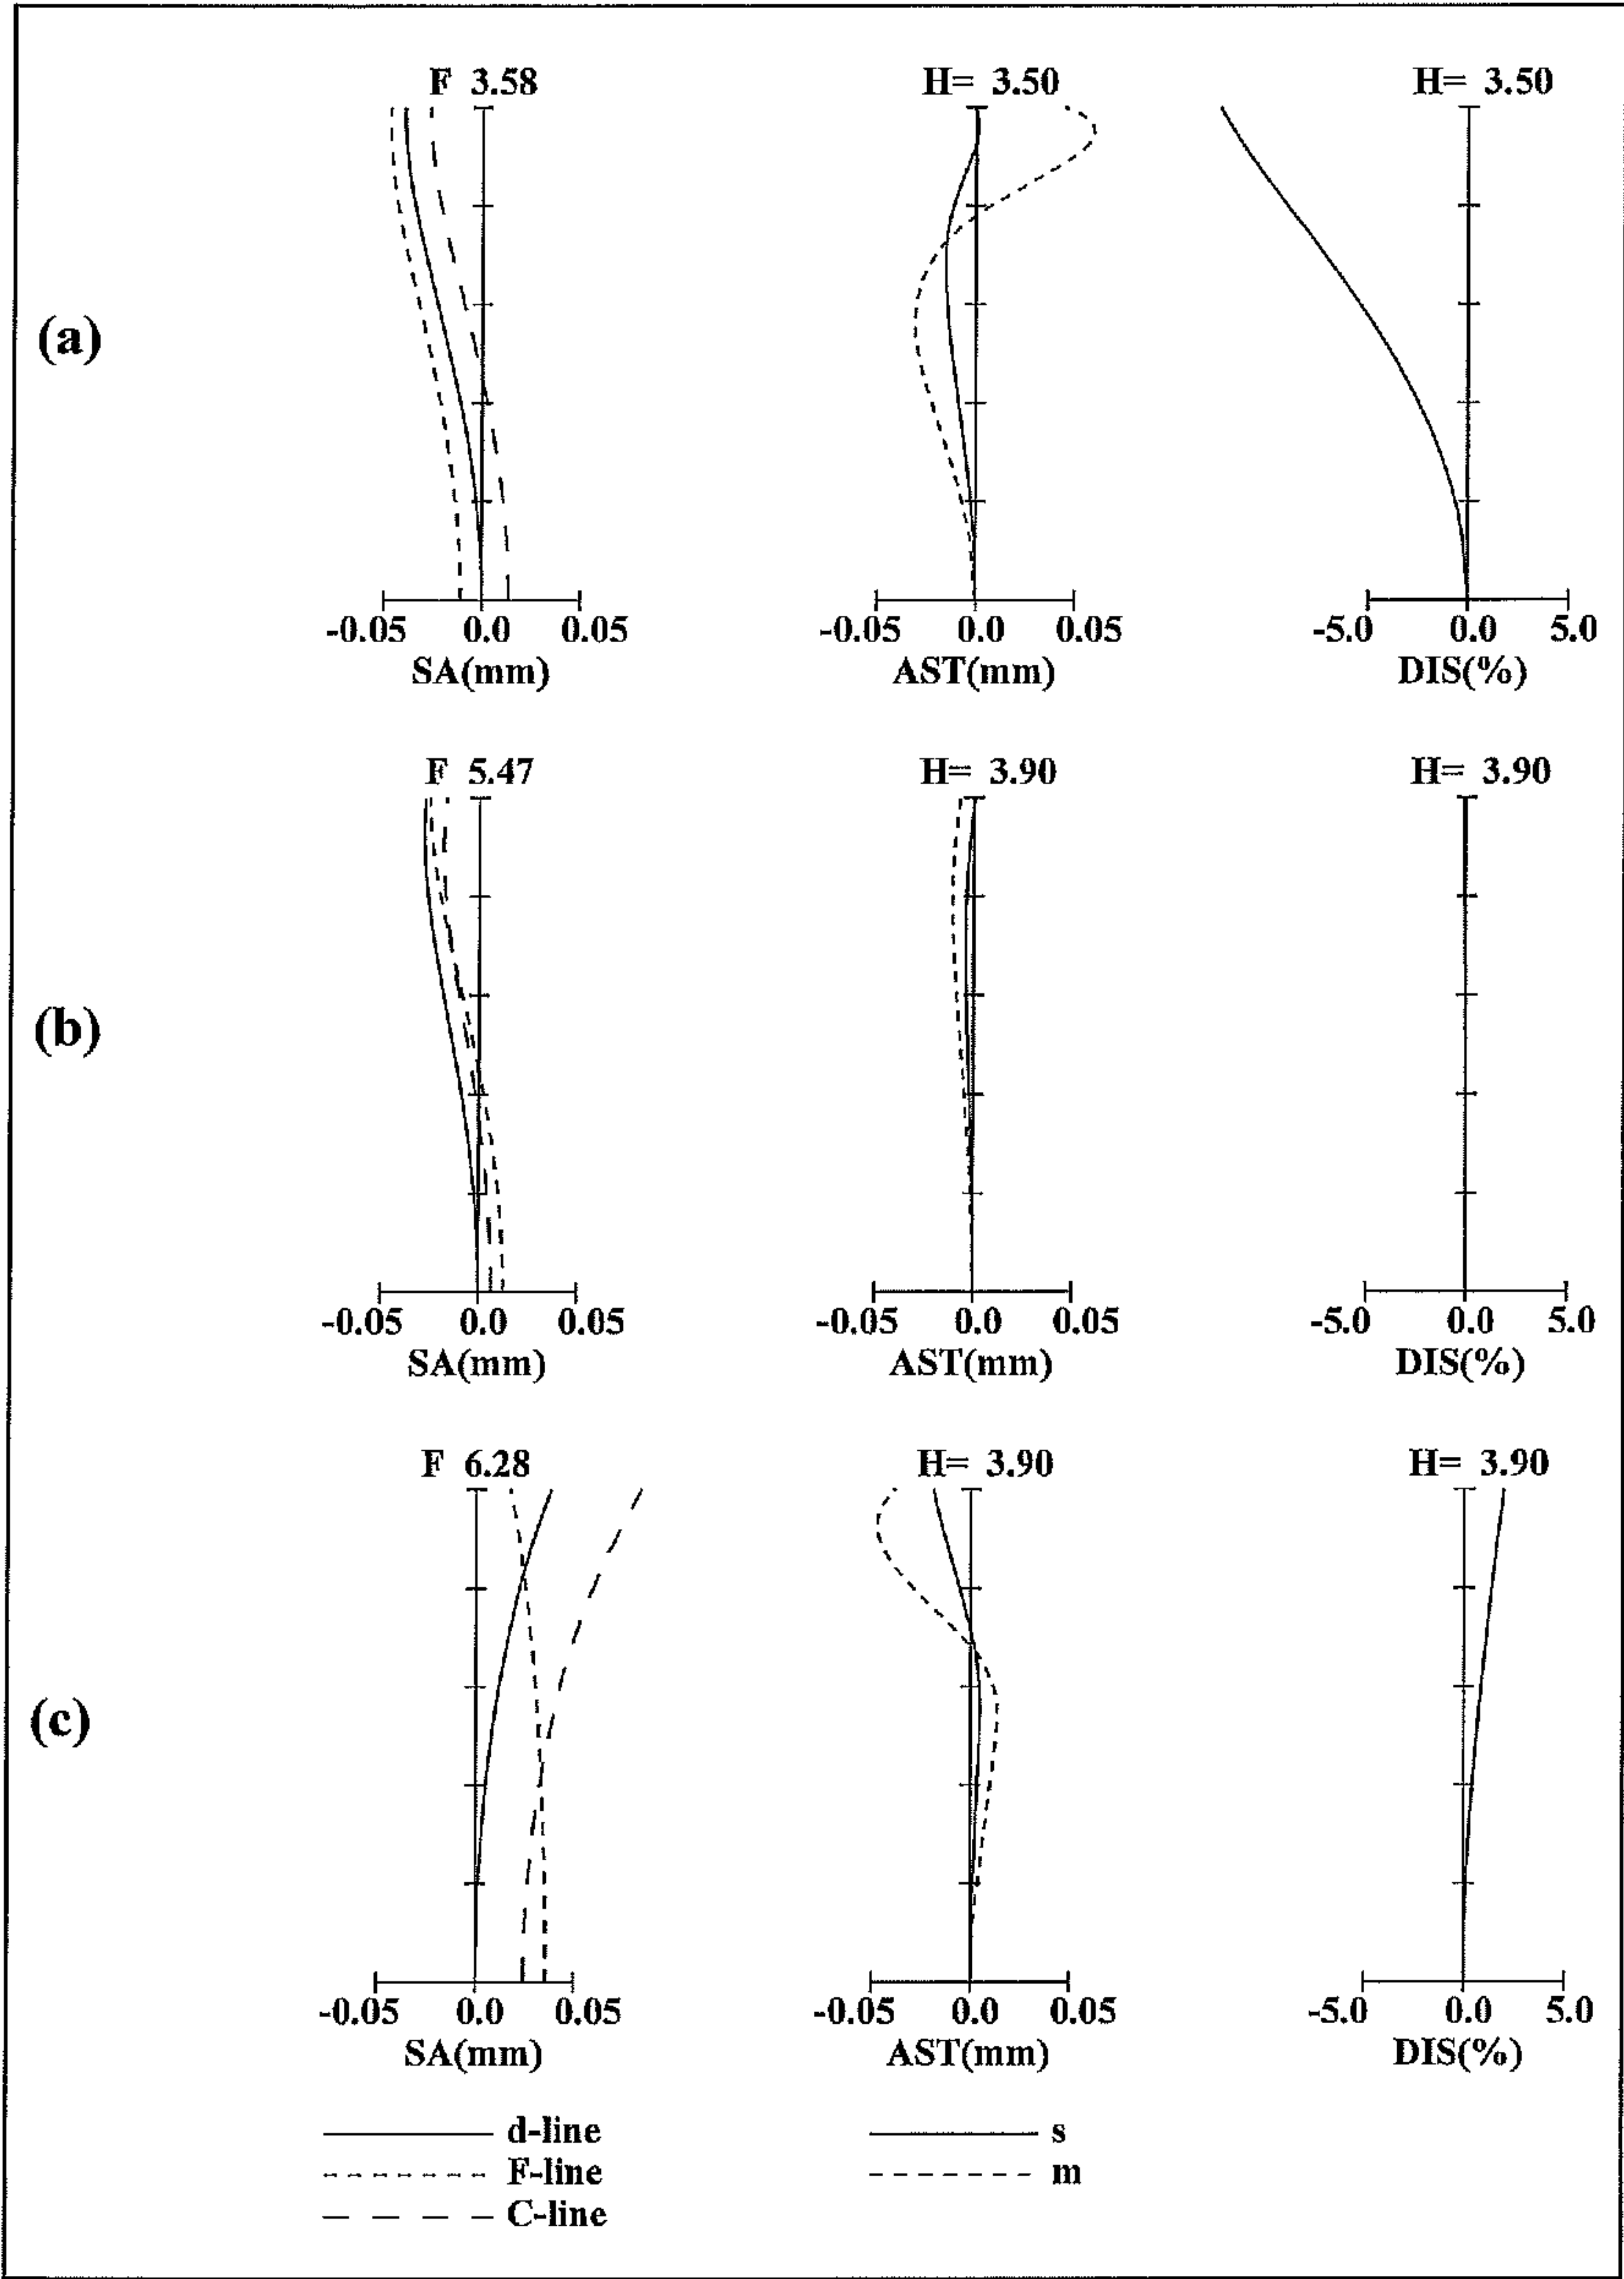 F 3.58 H= 3.50 H= 3.50
(a)
-0.05 0.0 0.05 -0.05 0.0 0.05 -5.0 0.0 5.0
SA(mm) AST(mm) DIS(%)
F 5.47 H= 3.90 H= 3.90
(b)
-0.05 0.0 0.05 -0.05 0.0 0.05 -5.0 0.0 5.0
SA(mm) AST(mm) DIS(%)
F 6.28 H= 3.90 H= 3.90
(c)
-0.05 0.0 0.05 -0.05 0.0 0.05 -5.0 0.0 5.0
SA(mm) AST(mm) DIS(%)
d-line s
F-line m
C-line